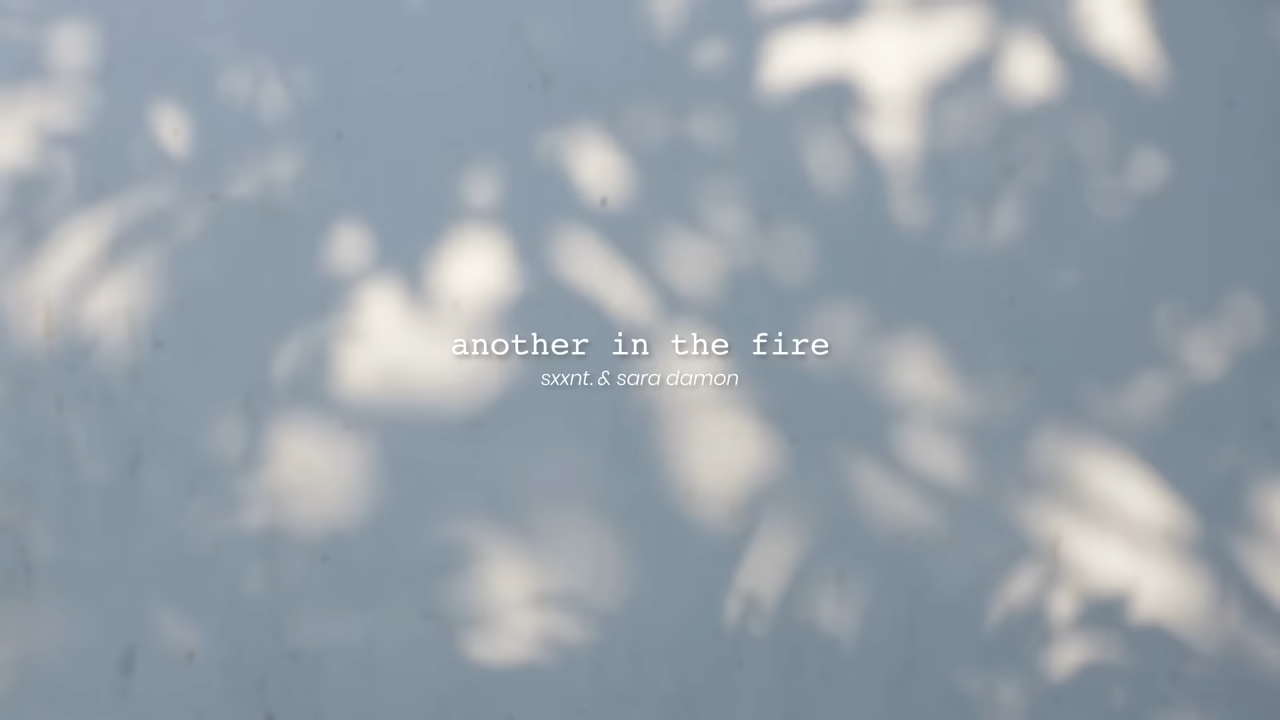 another in the fire
sxxnt. & sara damon